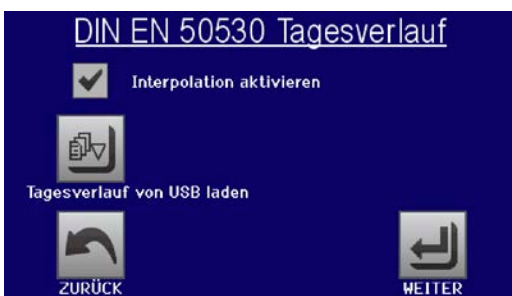 DIN EN 50530 Tagesverlauf
Interpolation aktivieren
Tagesverlauf von USB laden
ZURÜCK
WEITER